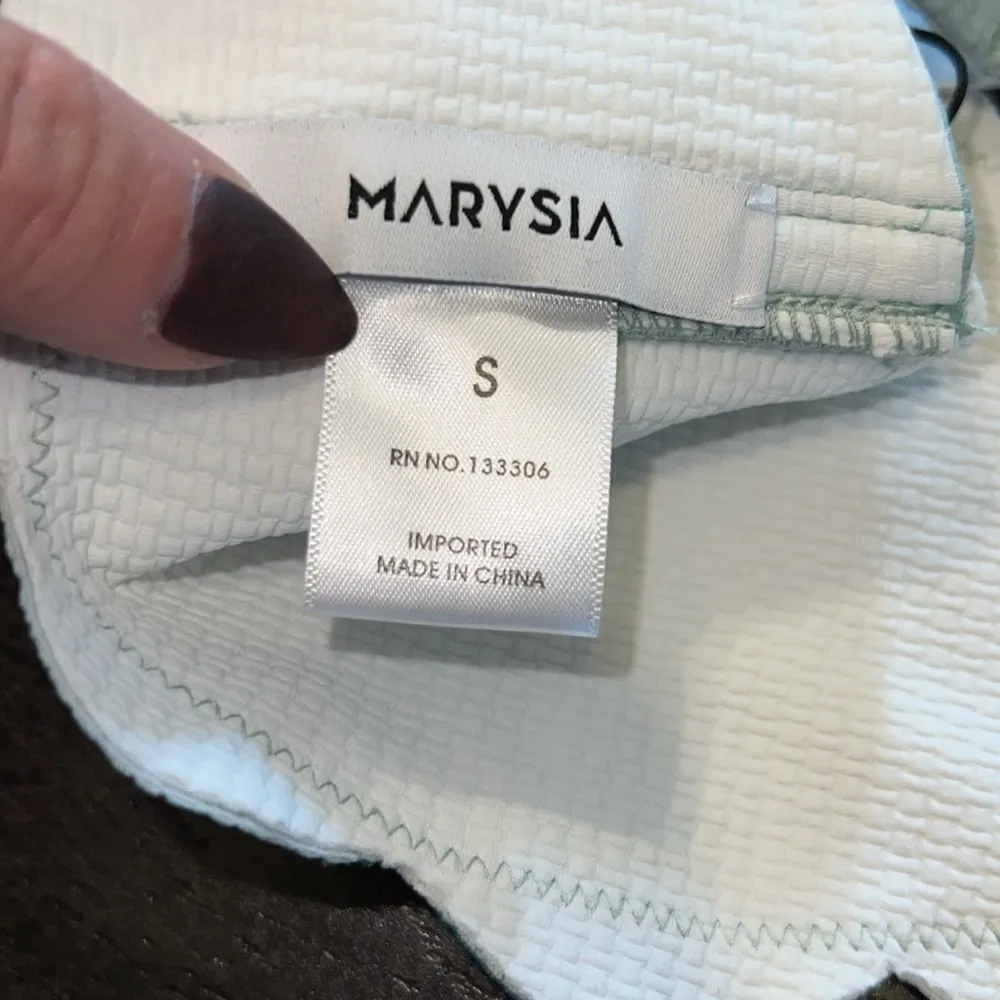 MARYSIA
S
RN NO.133306
IMPORTED
MADE IN CHINA